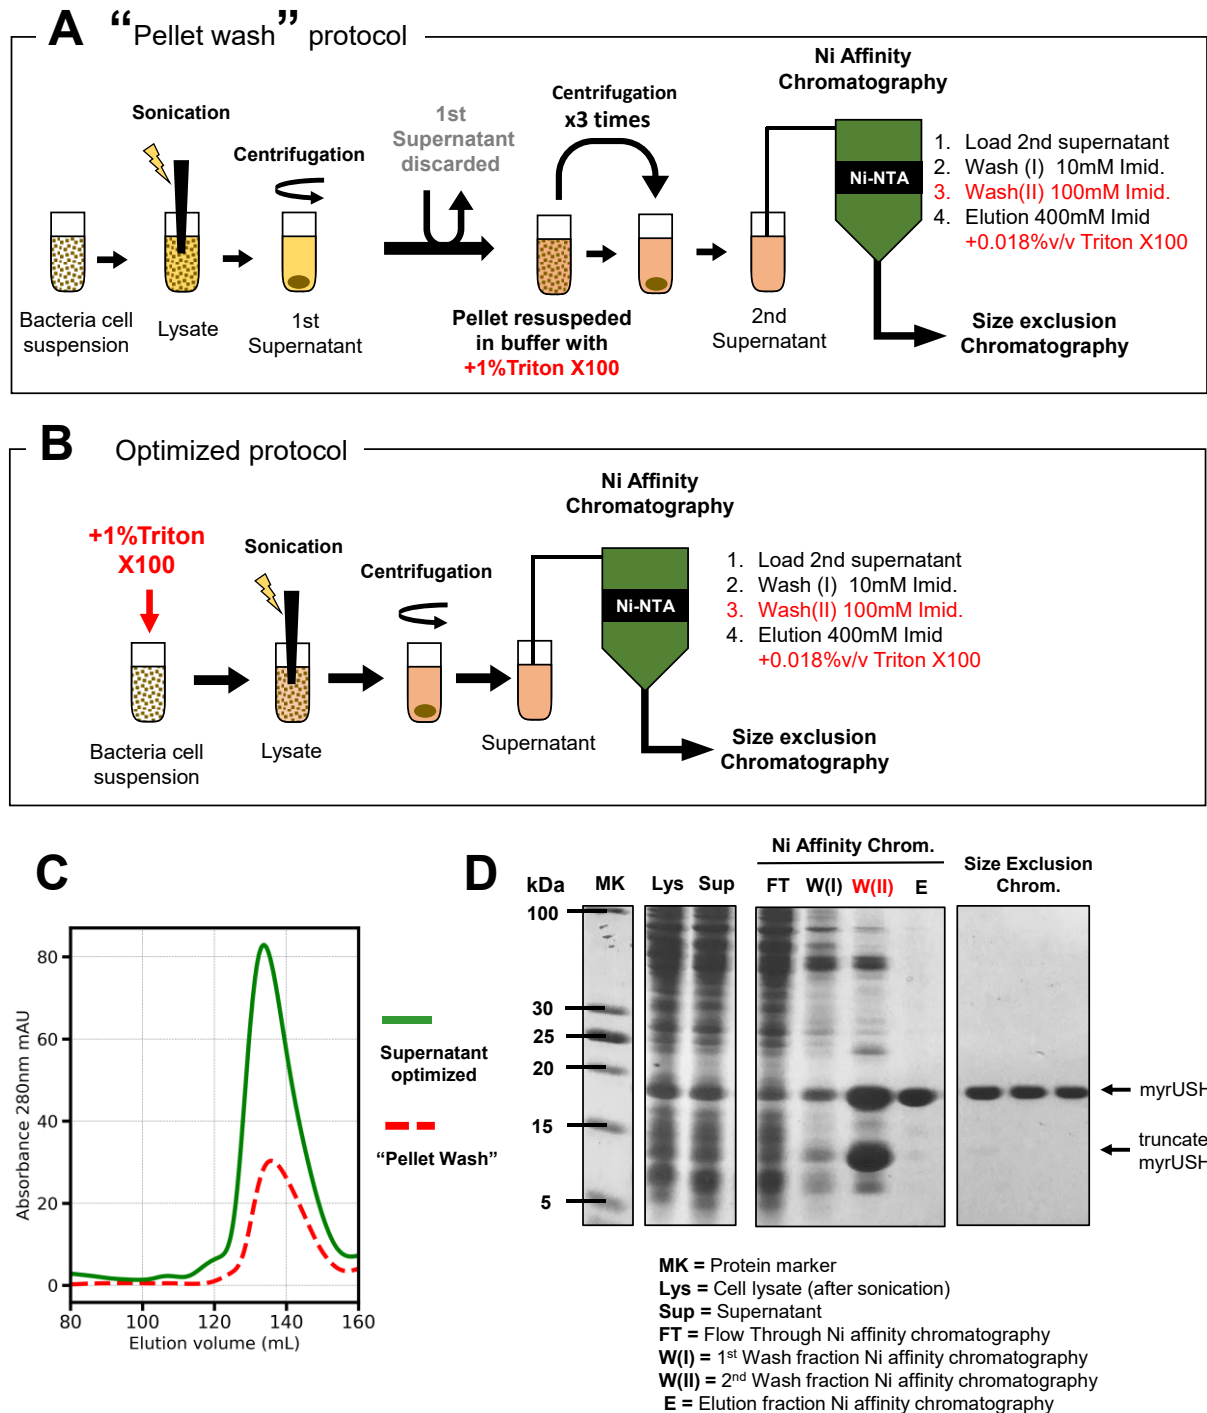 A “Pellet wash” protocol
Ni Affinity
Chromatography
Sonication
Centrifugation
1st
Supernatant
discarded
Centrifugation
x3 times
Ni-NTA
1. Load 2nd supernatant
2. Wash (I) 10mM Imid.
3. Wash(II) 100mM Imid.
4. Elution 400mM Imid
+0.018%v/v Triton X100
Bacteria cell
suspension
Lysate
1st
Supernatant
Pellet resuspeded
in buffer with
+1%Triton X100
2nd
Supernatant
Size exclusion
Chromatography
B Optimized protocol
Ni Affinity
Chromatography
+1%Triton
X100
Sonication
Centrifugation
Ni-NTA
1. Load 2nd supernatant
2. Wash (I) 10mM Imid.
3. Wash(II) 100mM Imid.
4. Elution 400mM Imid
+0.018%v/v Triton X100
Bacteria cell
suspension
Lysate
Supernatant
Size exclusion
Chromatography
C
Absorbance 280nm mAU
80
60
40
20
0
80 100 120 140 160
Elution volume (mL)
Supernatant
optimized
“Pellet Wash”
D
Ni Affinity Chrom.
Size Exclusion
Chrom.
kDa MK Lys Sup FT W(I) W(II) E
100
30
25
20
15
5
myrUSH
truncate
myrUSH
MK = Protein marker
Lys = Cell lysate (after sonication)
Sup = Supernatant
FT = Flow Through Ni affinity chromatography
W(I) = 1st Wash fraction Ni affinity chromatography
W(II) = 2nd Wash fraction Ni affinity chromatography
E = Elution fraction Ni affinity chromatography